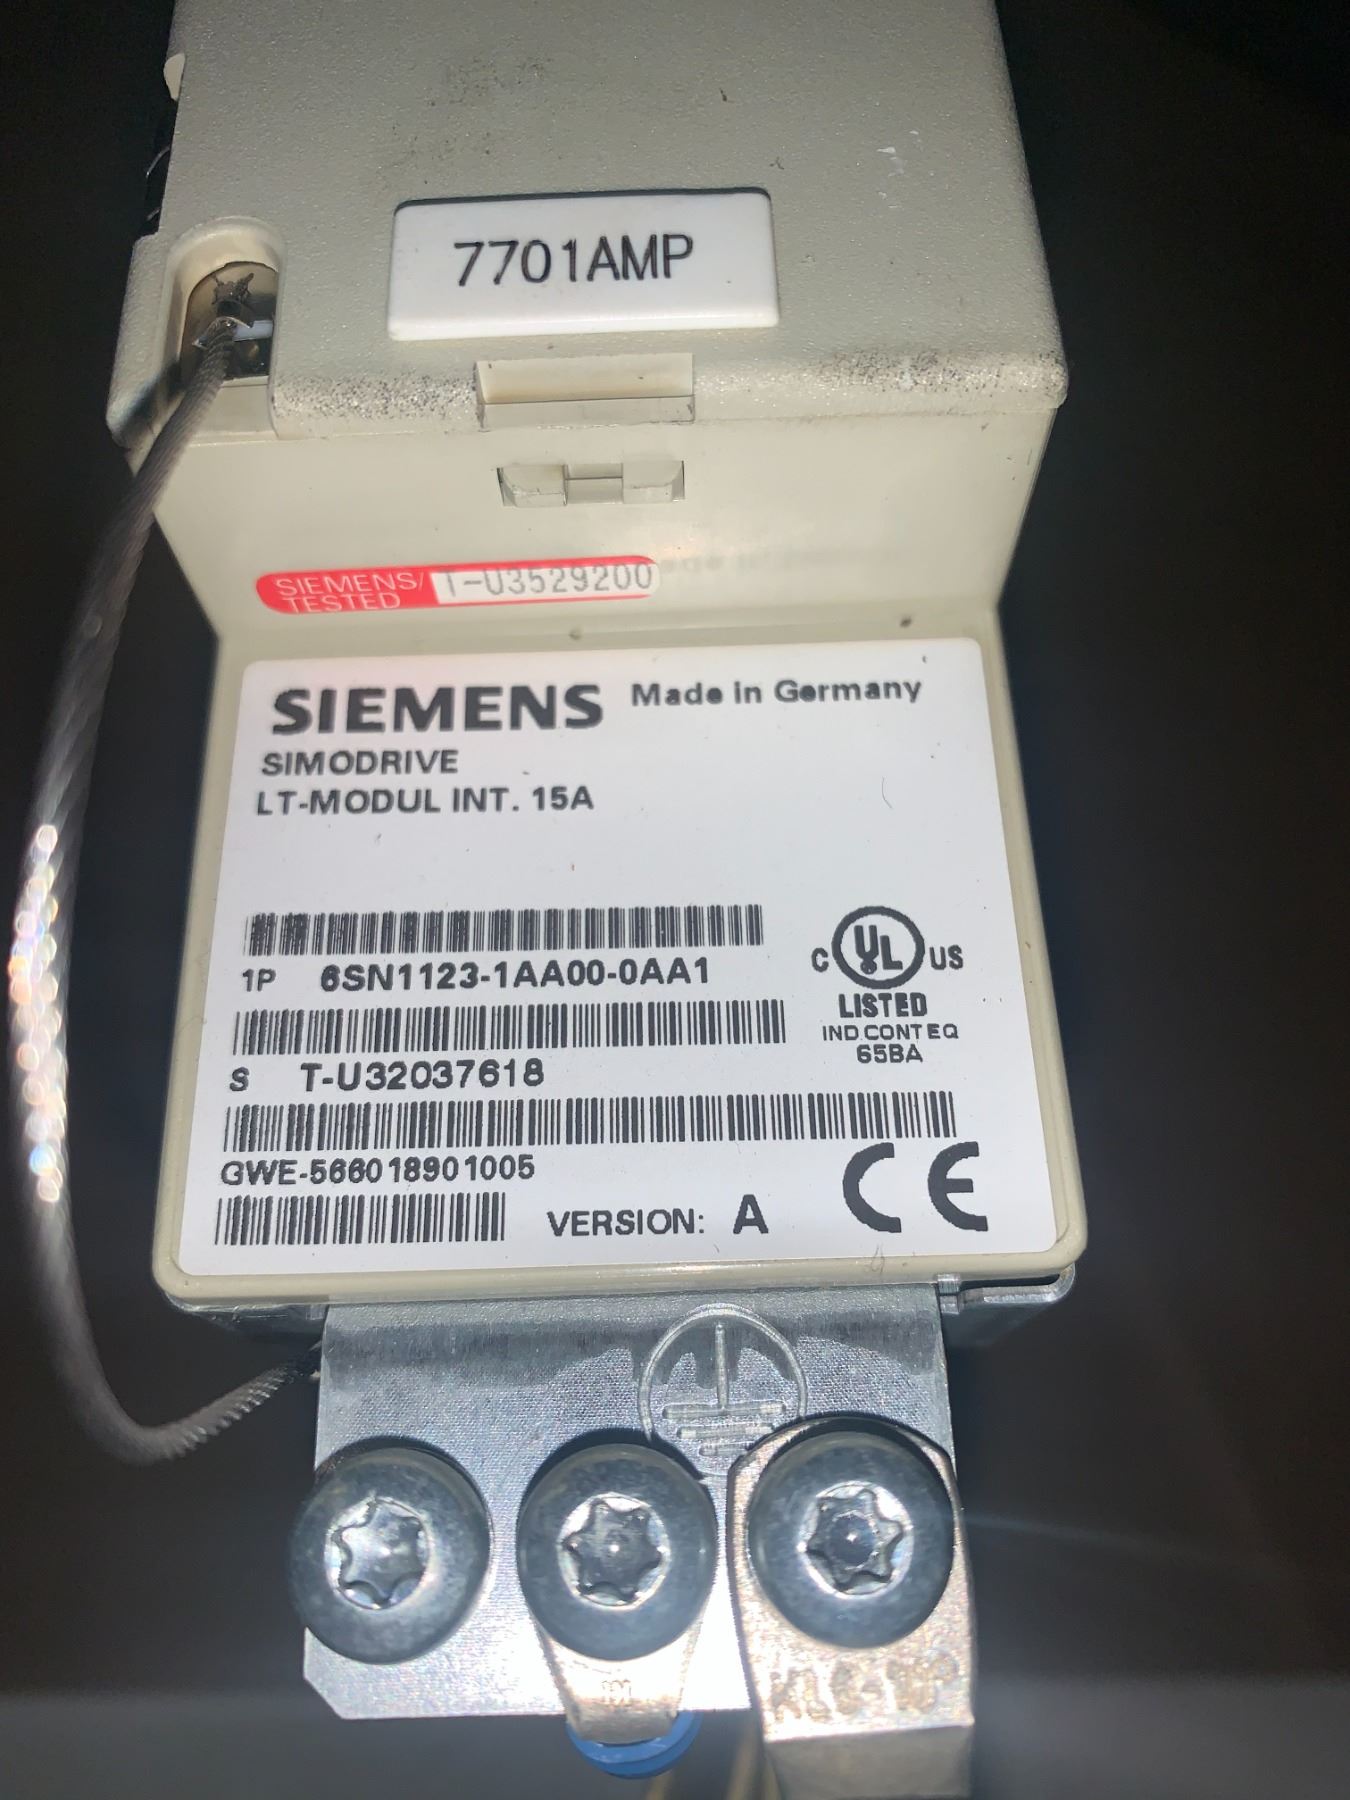 7701AMP
SIEMENS/ T-U3529200
TESTED
SIEMENS Made in Germany
SIMODRIVE
LT-MODUL INT. 15A
1P 6SN1123-1AA00-0AA1
C UL US
LISTED
IND.CONT EQ
65BA
S T-U32037618
GWE-566018901005
VERSION: A CE